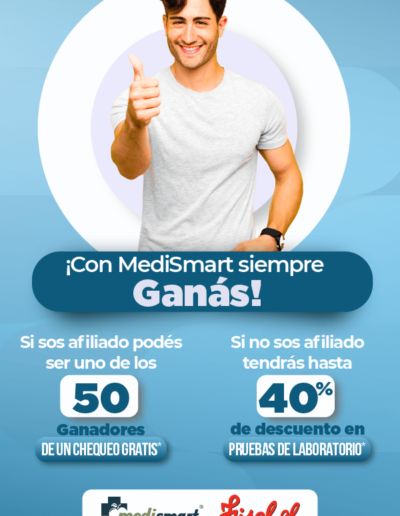 ¡Con MediSmart siempre
Ganás!
Si sos afiliado podés
ser uno de los
50
Ganadores
DE UN CHEQUEO GRATIS*
Si no sos afiliado
tendrás hasta
40%
de descuento en
PRUEBAS DE LABORATORIO*
medismart®